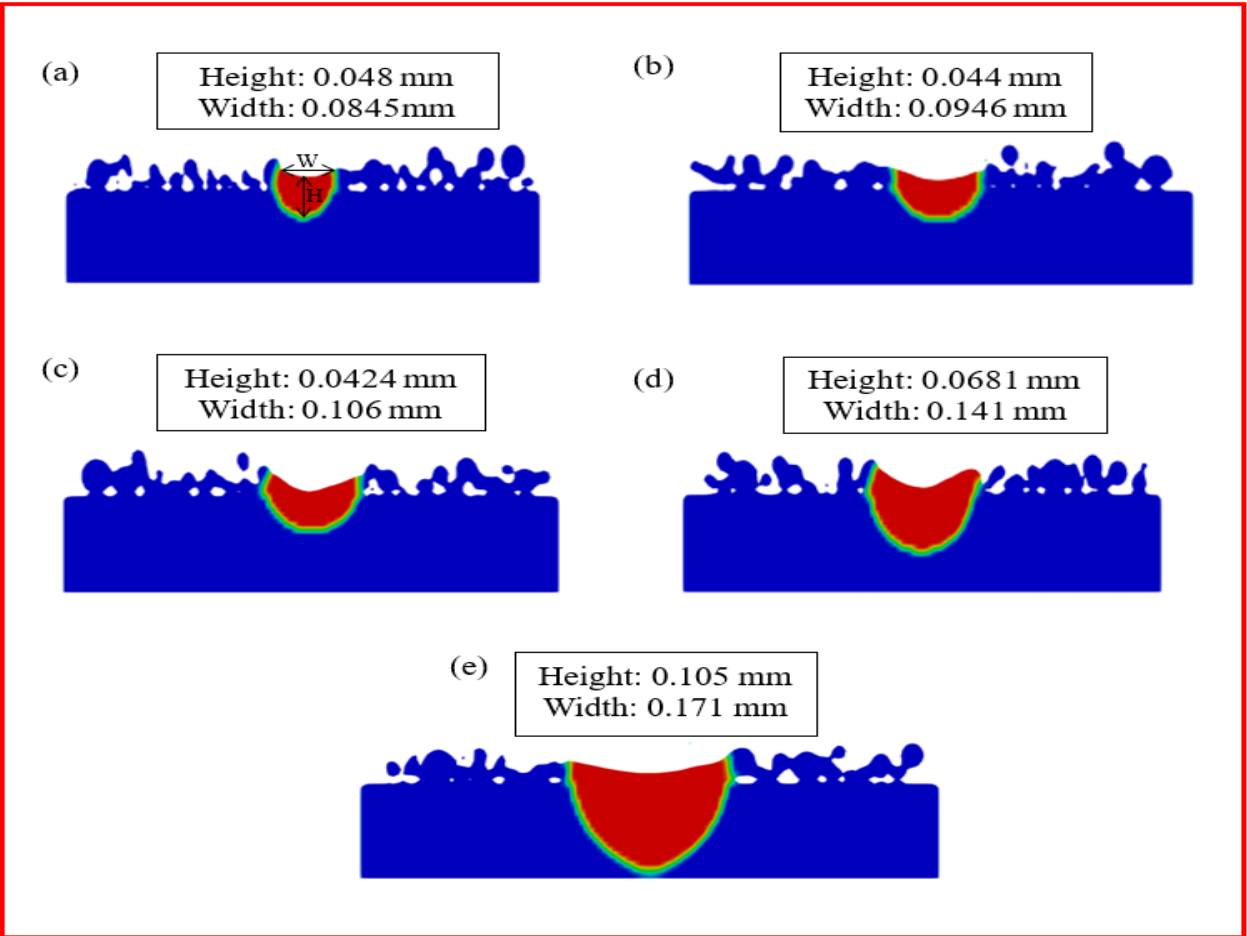 (a)
Height: 0.048 mm
Width: 0.0845mm
W
H
(b)
Height: 0.044 mm
Width: 0.0946 mm
(c)
Height: 0.0424 mm
Width: 0.106 mm
(d)
Height: 0.0681 mm
Width: 0.141 mm
(e)
Height: 0.105 mm
Width: 0.171 mm